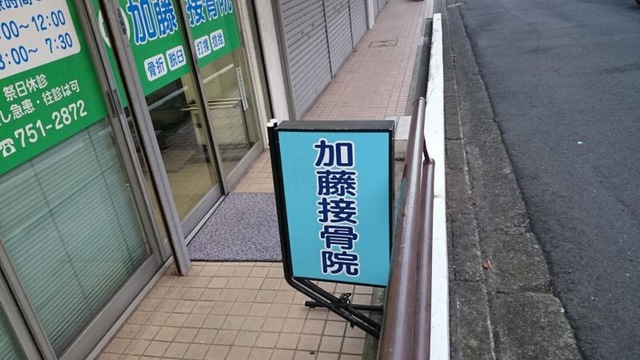 :00～12:00
3:00～7:30
祭日休診
し急患・往診は可
☎751-2872
加藤接骨
骨折 脱臼 打撲 捻挫
加藤接骨院